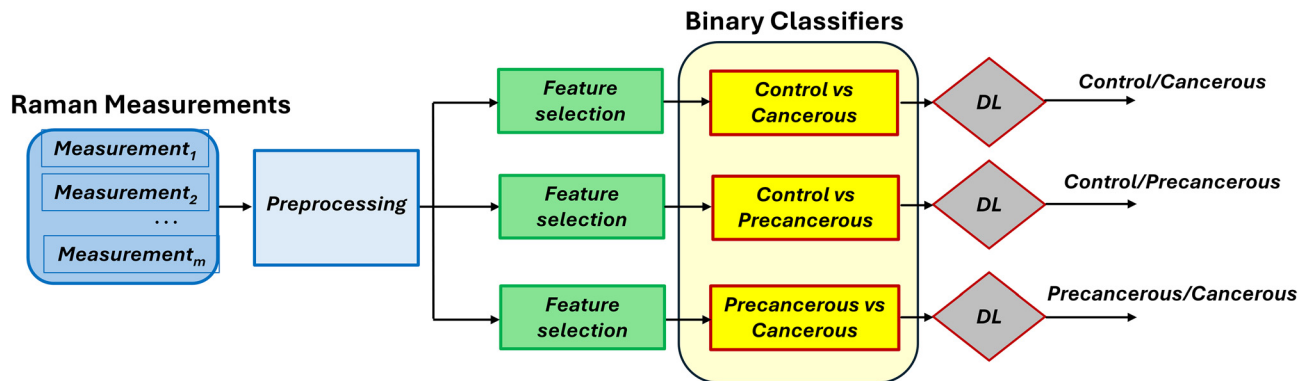 Binary Classifiers
Raman Measurements
Measurement₁
Measurement₂
...
Measurementₘ
Preprocessing
Feature
selection
Control vs
Cancerous
DL
Control/Cancerous
Feature
selection
Control vs
Precancerous
DL
Control/Precancerous
Feature
selection
Precancerous vs
Cancerous
DL
Precancerous/Cancerous